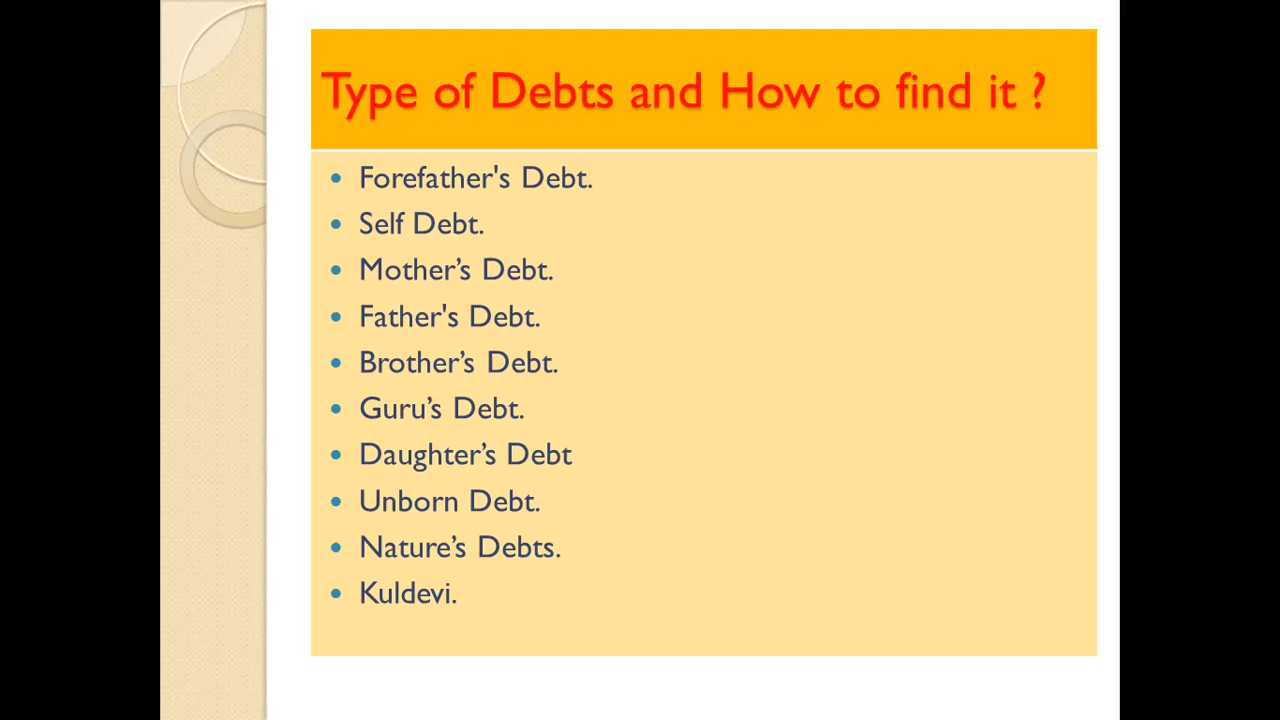 Type of Debts and How to find it ?
• Forefather's Debt.
• Self Debt.
• Mother’s Debt.
• Father's Debt.
• Brother’s Debt.
• Guru’s Debt.
• Daughter’s Debt
• Unborn Debt.
• Nature’s Debts.
• Kuldevi.